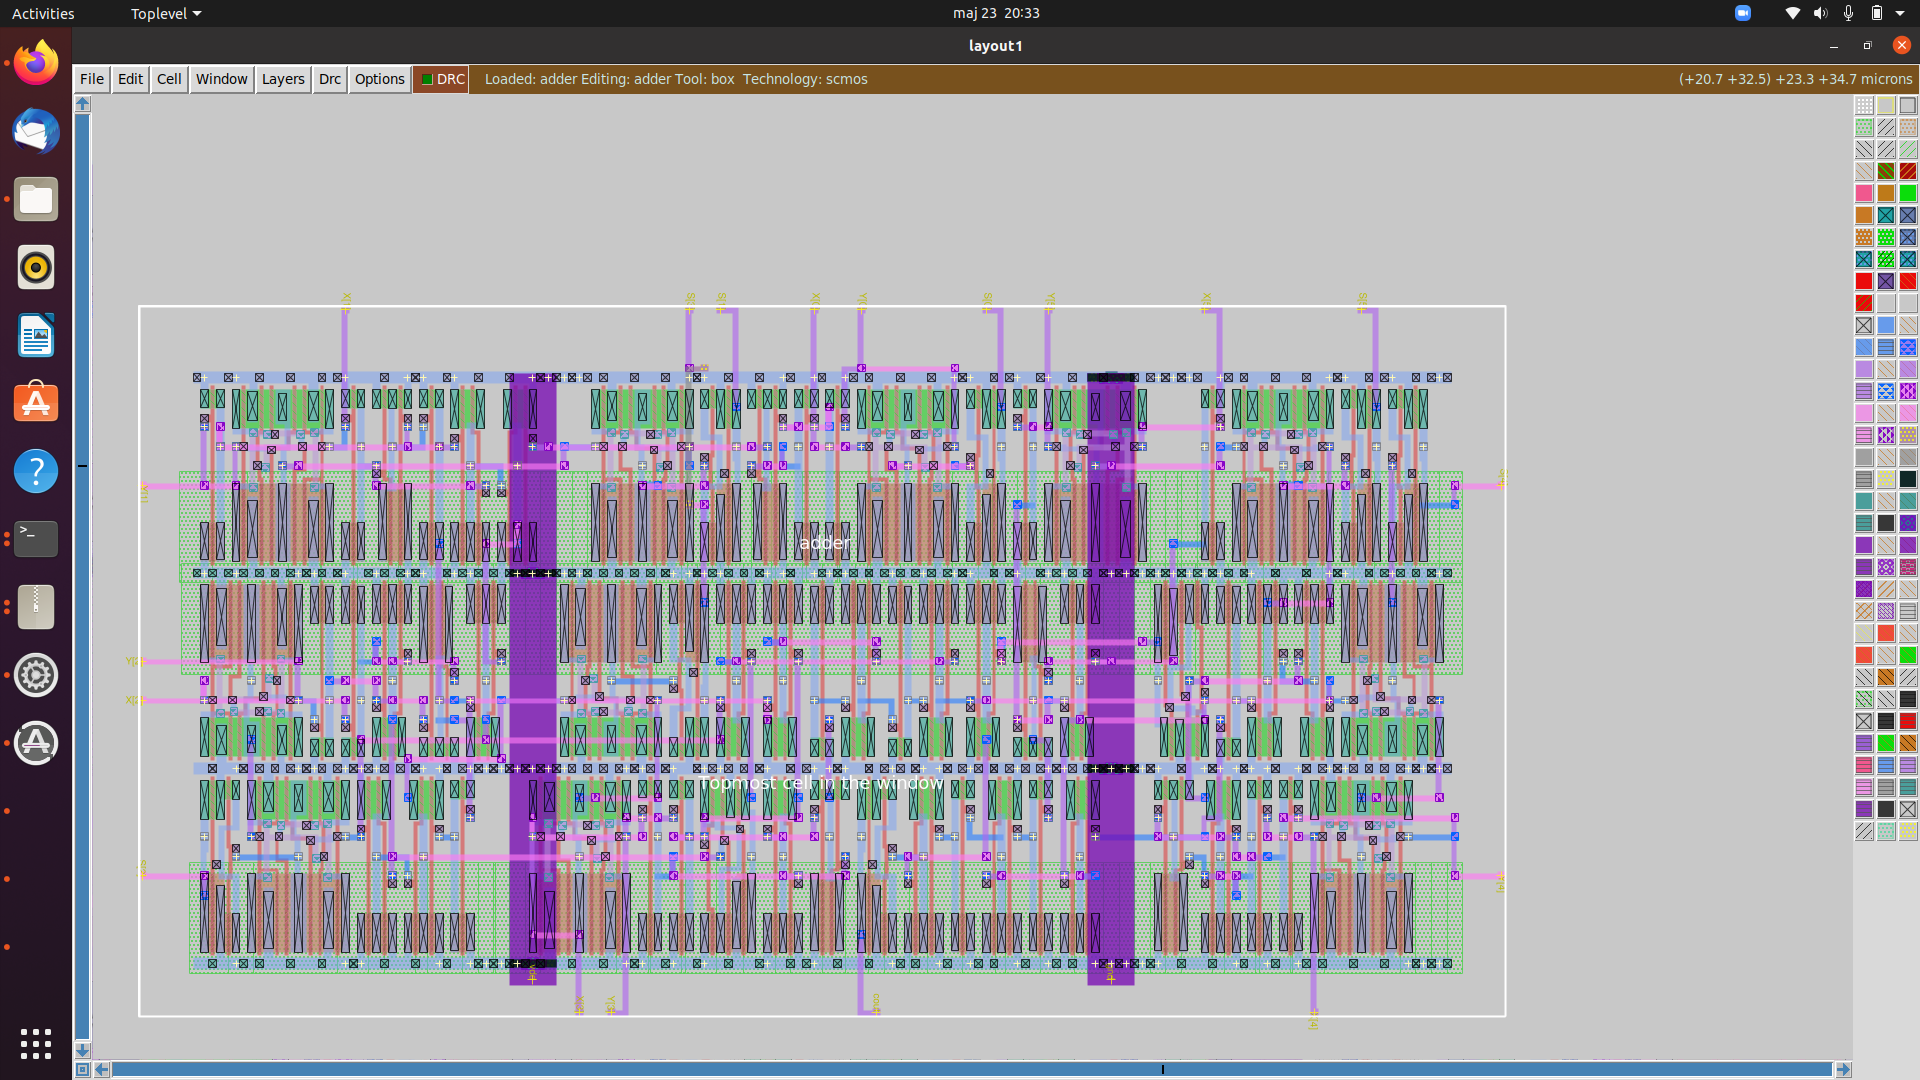 Activities
Toplevel
maj 23 20:33
layout1
File Edit Cell Window Layers Drc Options DRC
Loaded: adder Editing: adder Tool: box Technology: scmos
(+20.7 +32.5) +23.3 +34.7 microns
adder
Topmost cell in the window